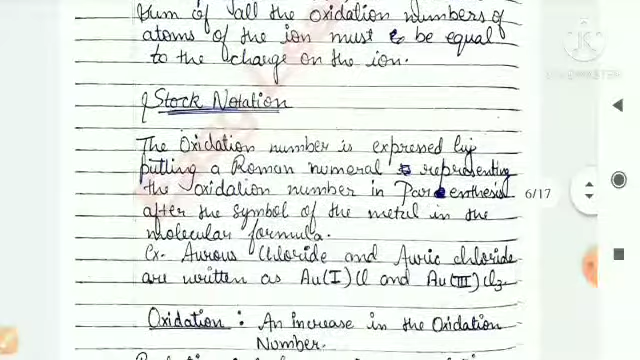 Sum of all the Oxidation numbers of
atoms of the ion must be equal
to the charge on the ion.
Stock Notation
The Oxidation number is expressed by
putting a Roman numeral representing
the oxidation number in Parenthesis
after the symbol of the metal in the
molecular formula.
Ex. Aurous Chloride and Auric chloride
are written as Au(I)Cl and Au(III)Cl3.
Oxidation: An increase in the Oxidation
Number.
6/17
KINEMASTER